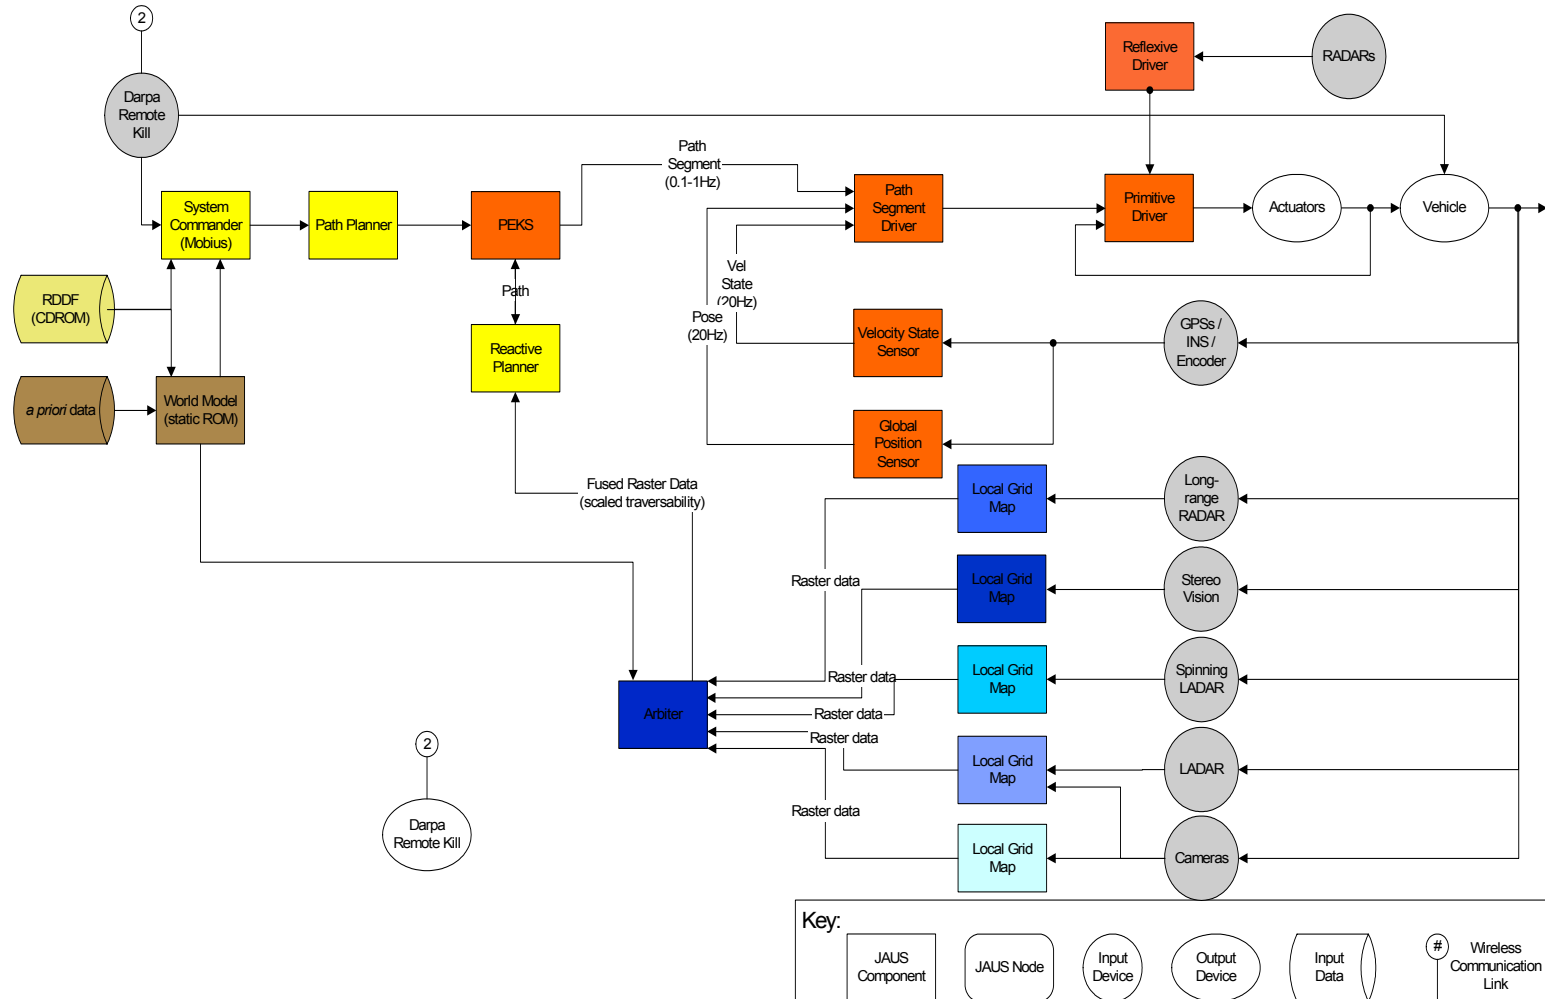 2
Darpa
Remote
Kill
Reflexive
Driver
RADARs
System
Commander
(Mobius)
Path Planner
PEKS
Path
Segment
(0.1-1Hz)
Path
Segment
Driver
Primitive
Driver
Actuators
Vehicle
RDDF
(CDROM)
Path
Vel
State
(20Hz)
Pose
(20Hz)
Reactive
Planner
Velocity State
Sensor
GPSs /
INS /
Encoder
a priori data
World Model
(static ROM)
Global
Position
Sensor
Fused Raster Data
(scaled traversability)
Local Grid
Map
Long-
range
RADAR
Raster data
Local Grid
Map
Stereo
Vision
Raster data
Local Grid
Map
Spinning
LADAR
Arbiter
Raster data
Raster data
Local Grid
Map
LADAR
Raster data
Local Grid
Map
Cameras
2
Darpa
Remote Kill
Key:
JAUS
Component
JAUS Node
Input
Device
Output
Device
Input
Data
#
Wireless
Communication
Link